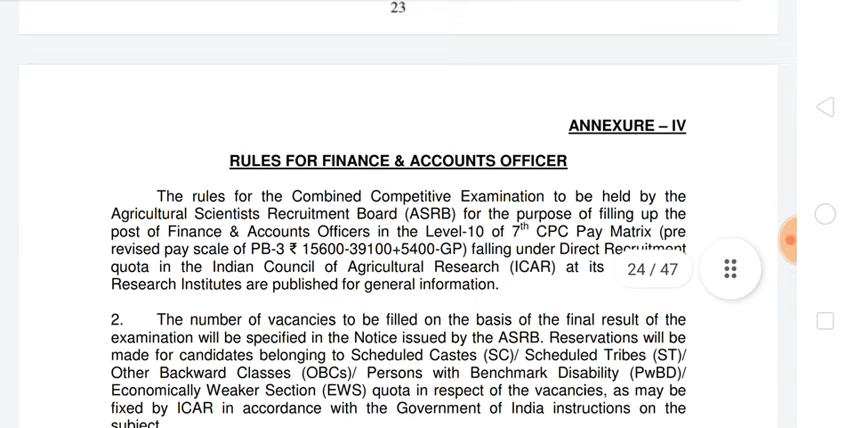 23
ANNEXURE – IV
RULES FOR FINANCE & ACCOUNTS OFFICER
The rules for the Combined Competitive Examination to be held by the
Agricultural Scientists Recruitment Board (ASRB) for the purpose of filling up the
post of Finance & Accounts Officers in the Level-10 of 7th CPC Pay Matrix (pre
revised pay scale of PB-3 ₹ 15600-39100+5400-GP) falling under Direct Recruitment
quota in the Indian Council of Agricultural Research (ICAR) at its
24 / 47
Research Institutes are published for general information.
2. The number of vacancies to be filled on the basis of the final result of the
examination will be specified in the Notice issued by the ASRB. Reservations will be
made for candidates belonging to Scheduled Castes (SC)/ Scheduled Tribes (ST)/
Other Backward Classes (OBCs)/ Persons with Benchmark Disability (PwBD)/
Economically Weaker Section (EWS) quota in respect of the vacancies, as may be
fixed by ICAR in accordance with the Government of India instructions on the
subject.